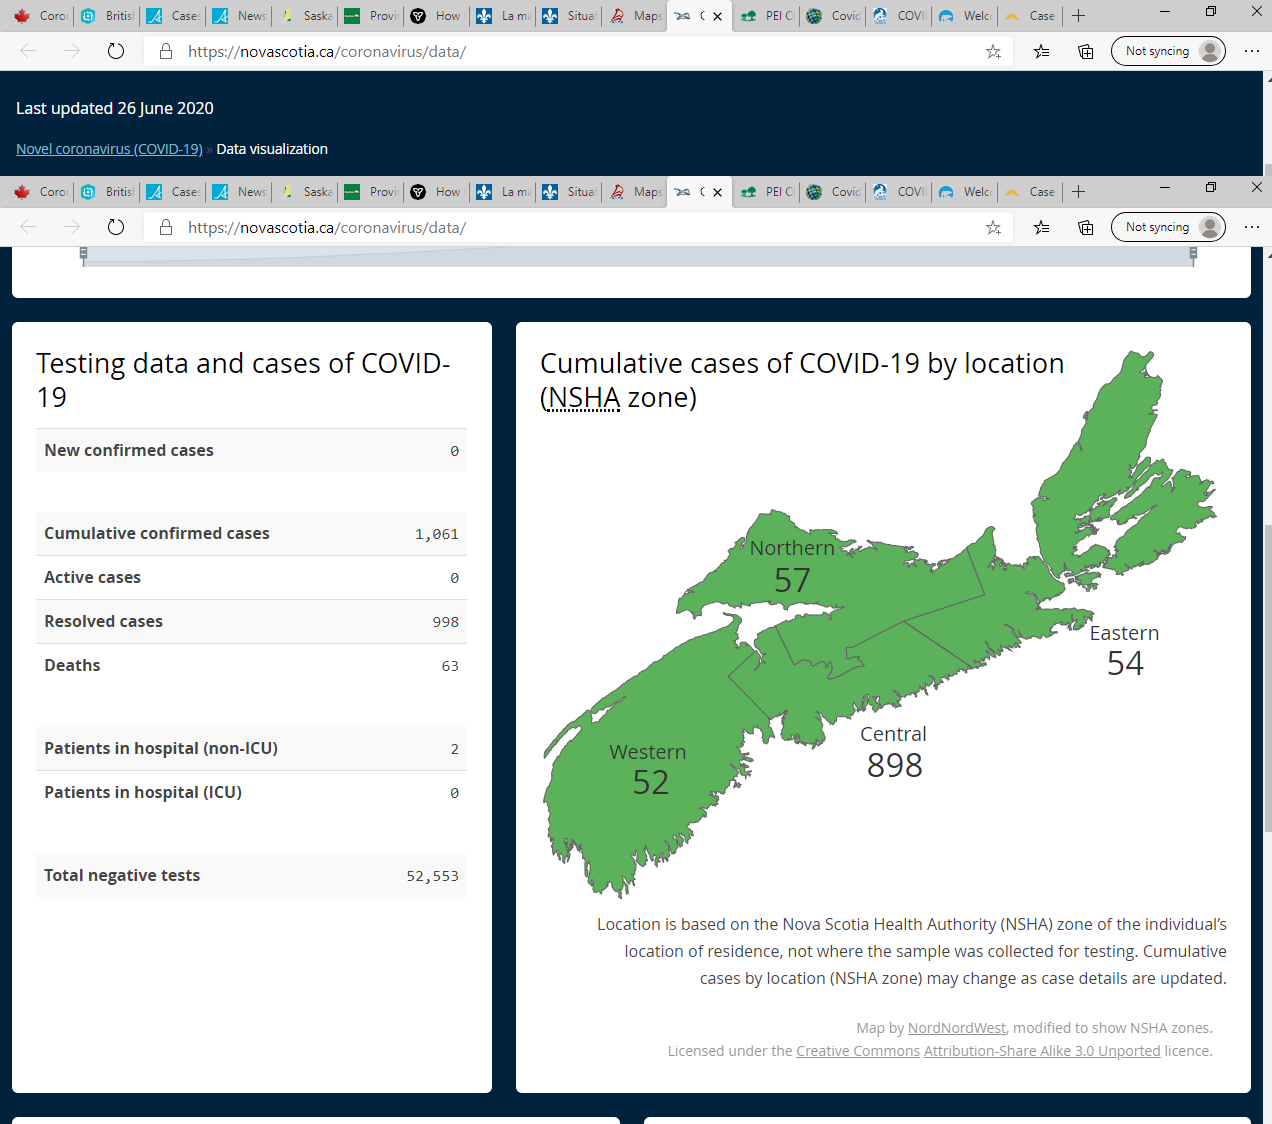 Coro Britis Case: News Saska Provi How La ma Situat Maps C PEI C Covid COVI Welc Case
https://novascotia.ca/coronavirus/data/ Not syncing
Last updated 26 June 2020
Novel coronavirus (COVID-19) » Data visualization
Coro Britis Case: News Saska Provi How La ma Situat Maps C PEI C Covid COVI Welc Case
https://novascotia.ca/coronavirus/data/ Not syncing
Testing data and cases of COVID-
19
New confirmed cases 0
Cumulative confirmed cases 1,061
Active cases 0
Resolved cases 998
Deaths 63
Patients in hospital (non-ICU) 2
Patients in hospital (ICU) 0
Total negative tests 52,553
Cumulative cases of COVID-19 by location
(NSHA zone)
Northern
57
Eastern
54
Central
898
Western
52
Location is based on the Nova Scotia Health Authority (NSHA) zone of the individual’s
location of residence, not where the sample was collected for testing. Cumulative
cases by location (NSHA zone) may change as case details are updated.
Map by NordNordWest, modified to show NSHA zones.
Licensed under the Creative Commons Attribution-Share Alike 3.0 Unported licence.